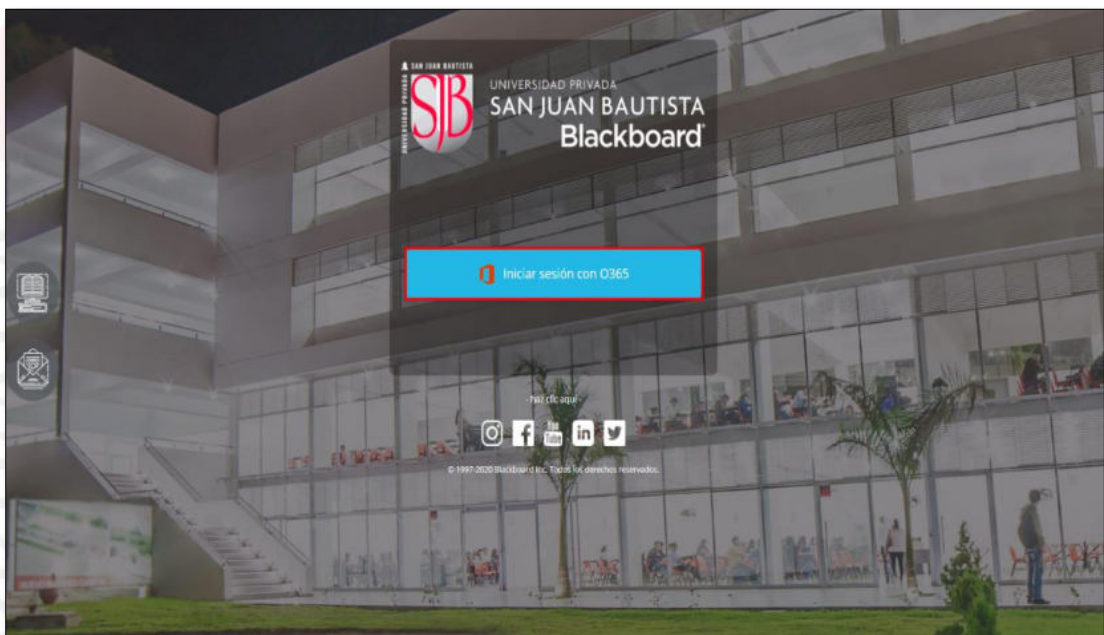 SAN JUAN BAUTISTA
UNIVERSIDAD PRIVADA
SJB
UNIVERSIDAD PRIVADA
SAN JUAN BAUTISTA
Blackboard
Iniciar sesión con O365
- haz clic aquí -
You
Tube
in
© 1997-2020 Blackboard Inc. Todos los derechos reservados.